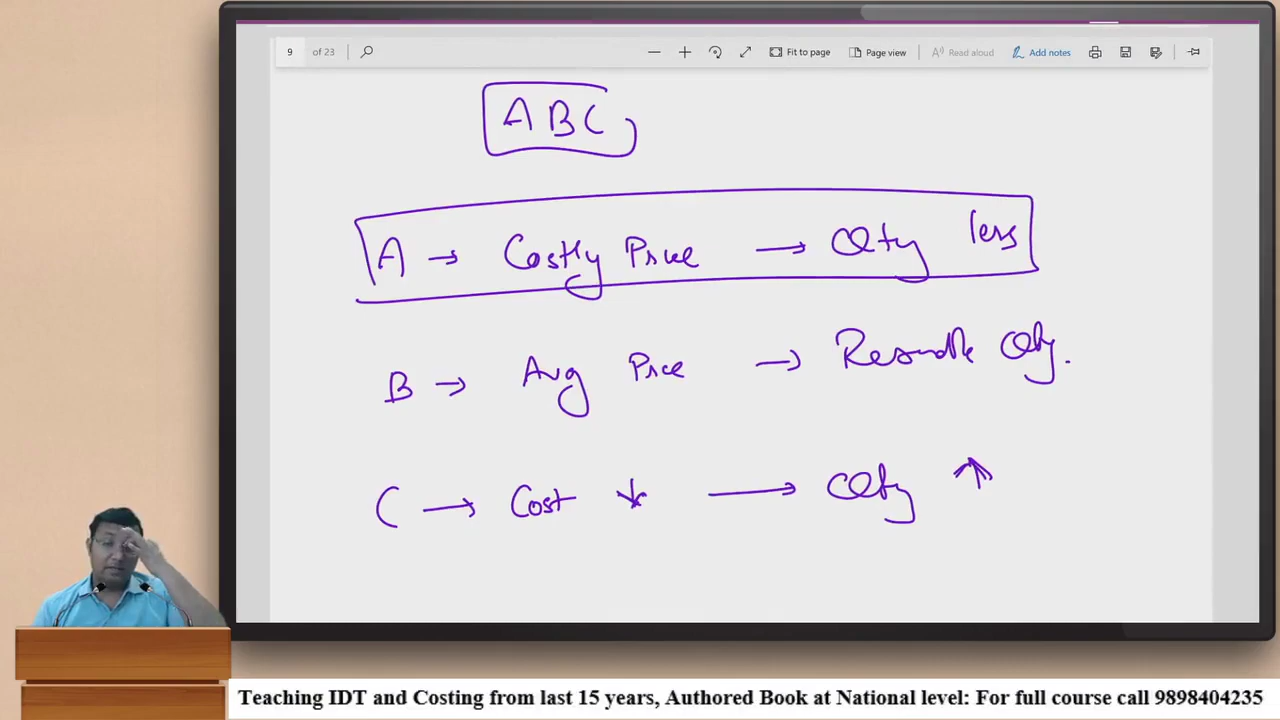 9 of 23 Fit to page Page view Read aloud Add notes
ABC
A → Costly Price → Qty less
B → Avg Price → Qty.
C → Cost ↓ → Qty ↑
Teaching IDT and Costing from last 15 years, Authored Book at National level: For full course call 9898404235